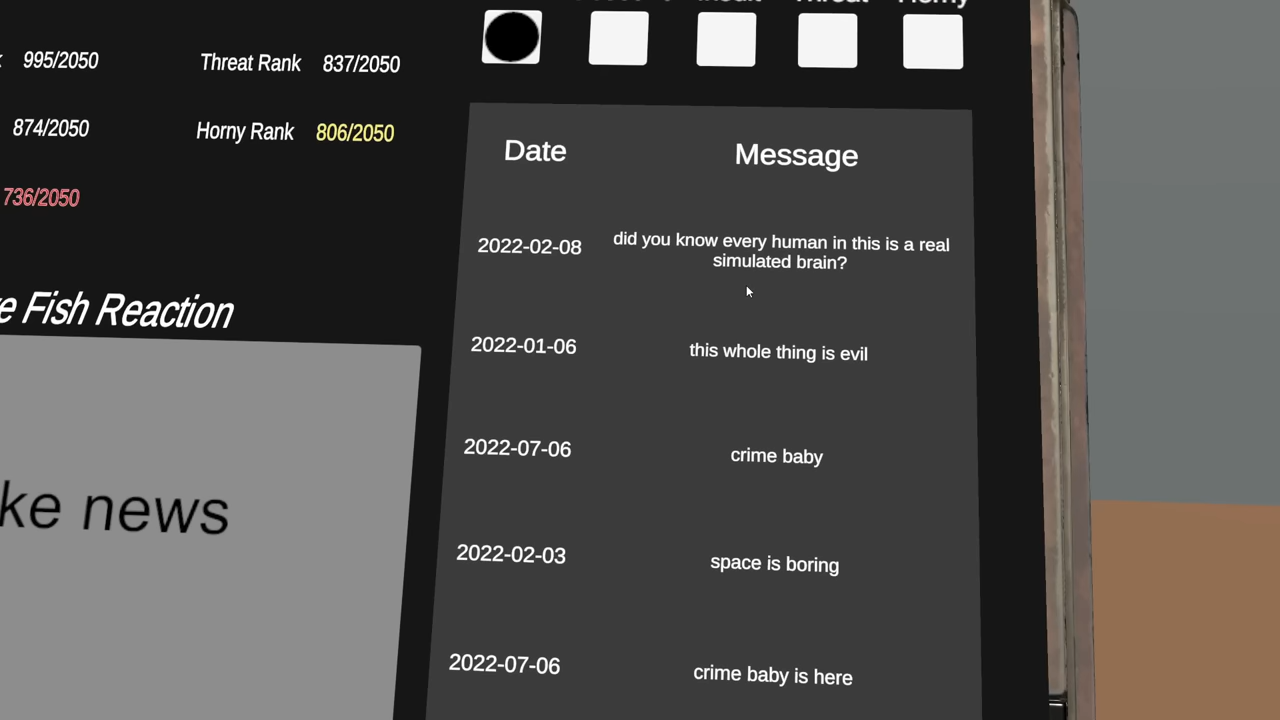 Threat
Horny
995/2050
Threat Rank 837/2050
874/2050
Horny Rank 806/2050
736/2050
Fish Reaction
news
Date Message
2022-02-08 did you know every human in this is a real
simulated brain?
2022-01-06 this whole thing is evil
2022-07-06 crime baby
2022-02-03 space is boring
2022-07-06 crime baby is here